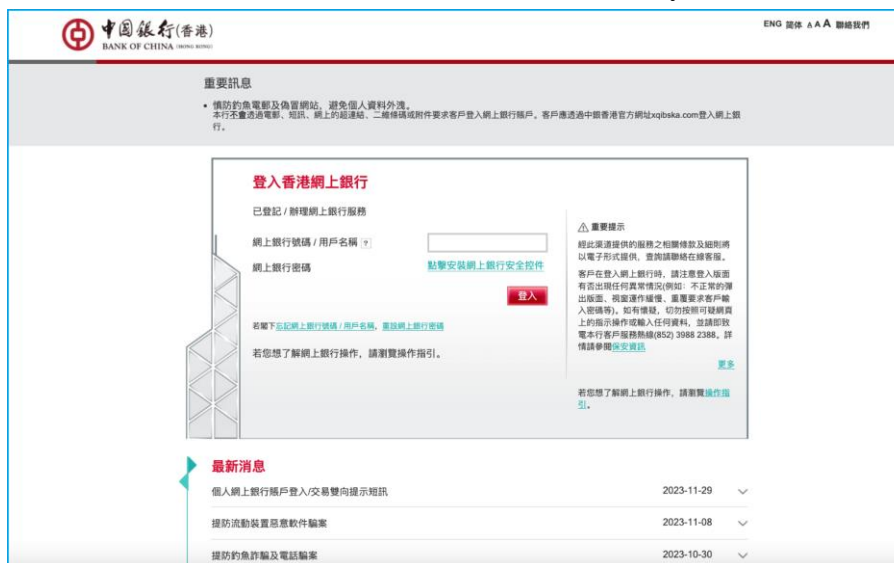 中國銀行(香港)
BANK OF CHINA (HONG KONG)
ENG 简体 A A A 聯絡我們
重要訊息
• 慎防釣魚電郵及偽冒網站，避免個人資料外洩。
本行不會透過電郵、短訊、網上的超連結、二維條碼或附件要求客戶登入網上銀行賬戶。客戶應透過中銀香港官方網址xqibska.com登入網上銀
行。
登入香港網上銀行
已登記 / 辦理網上銀行服務
網上銀行號碼 / 用戶名稱 ?
網上銀行密碼
點擊安裝網上銀行安全控件
登入
若閣下忘記網上銀行號碼 / 用戶名稱，重設網上銀行密碼
若您想了解網上銀行操作，請瀏覽操作指引。
重要提示
經此渠道提供的服務之相關條款及細則將
以電子形式提供，查詢請聯絡在線客服。
客戶在登入網上銀行時，請注意登入版面
有否出現任何異常情況(例如：不正常的彈
出版面、視窗運作緩慢、重覆要求客戶輸
入密碼等)。如有懷疑，切勿按照可疑網頁
上的指示操作或輸入任何資料，並請即致
電本行客戶服務熱線(852) 3988 2388。詳
情請參閱保安資訊
更多
若您想了解網上銀行操作，請瀏覽操作指
引。
最新消息
個人網上銀行賬戶登入/交易雙向提示短訊 2023-11-29
提防流動裝置惡意軟件騙案 2023-11-08
提防釣魚詐騙及電話騙案 2023-10-30